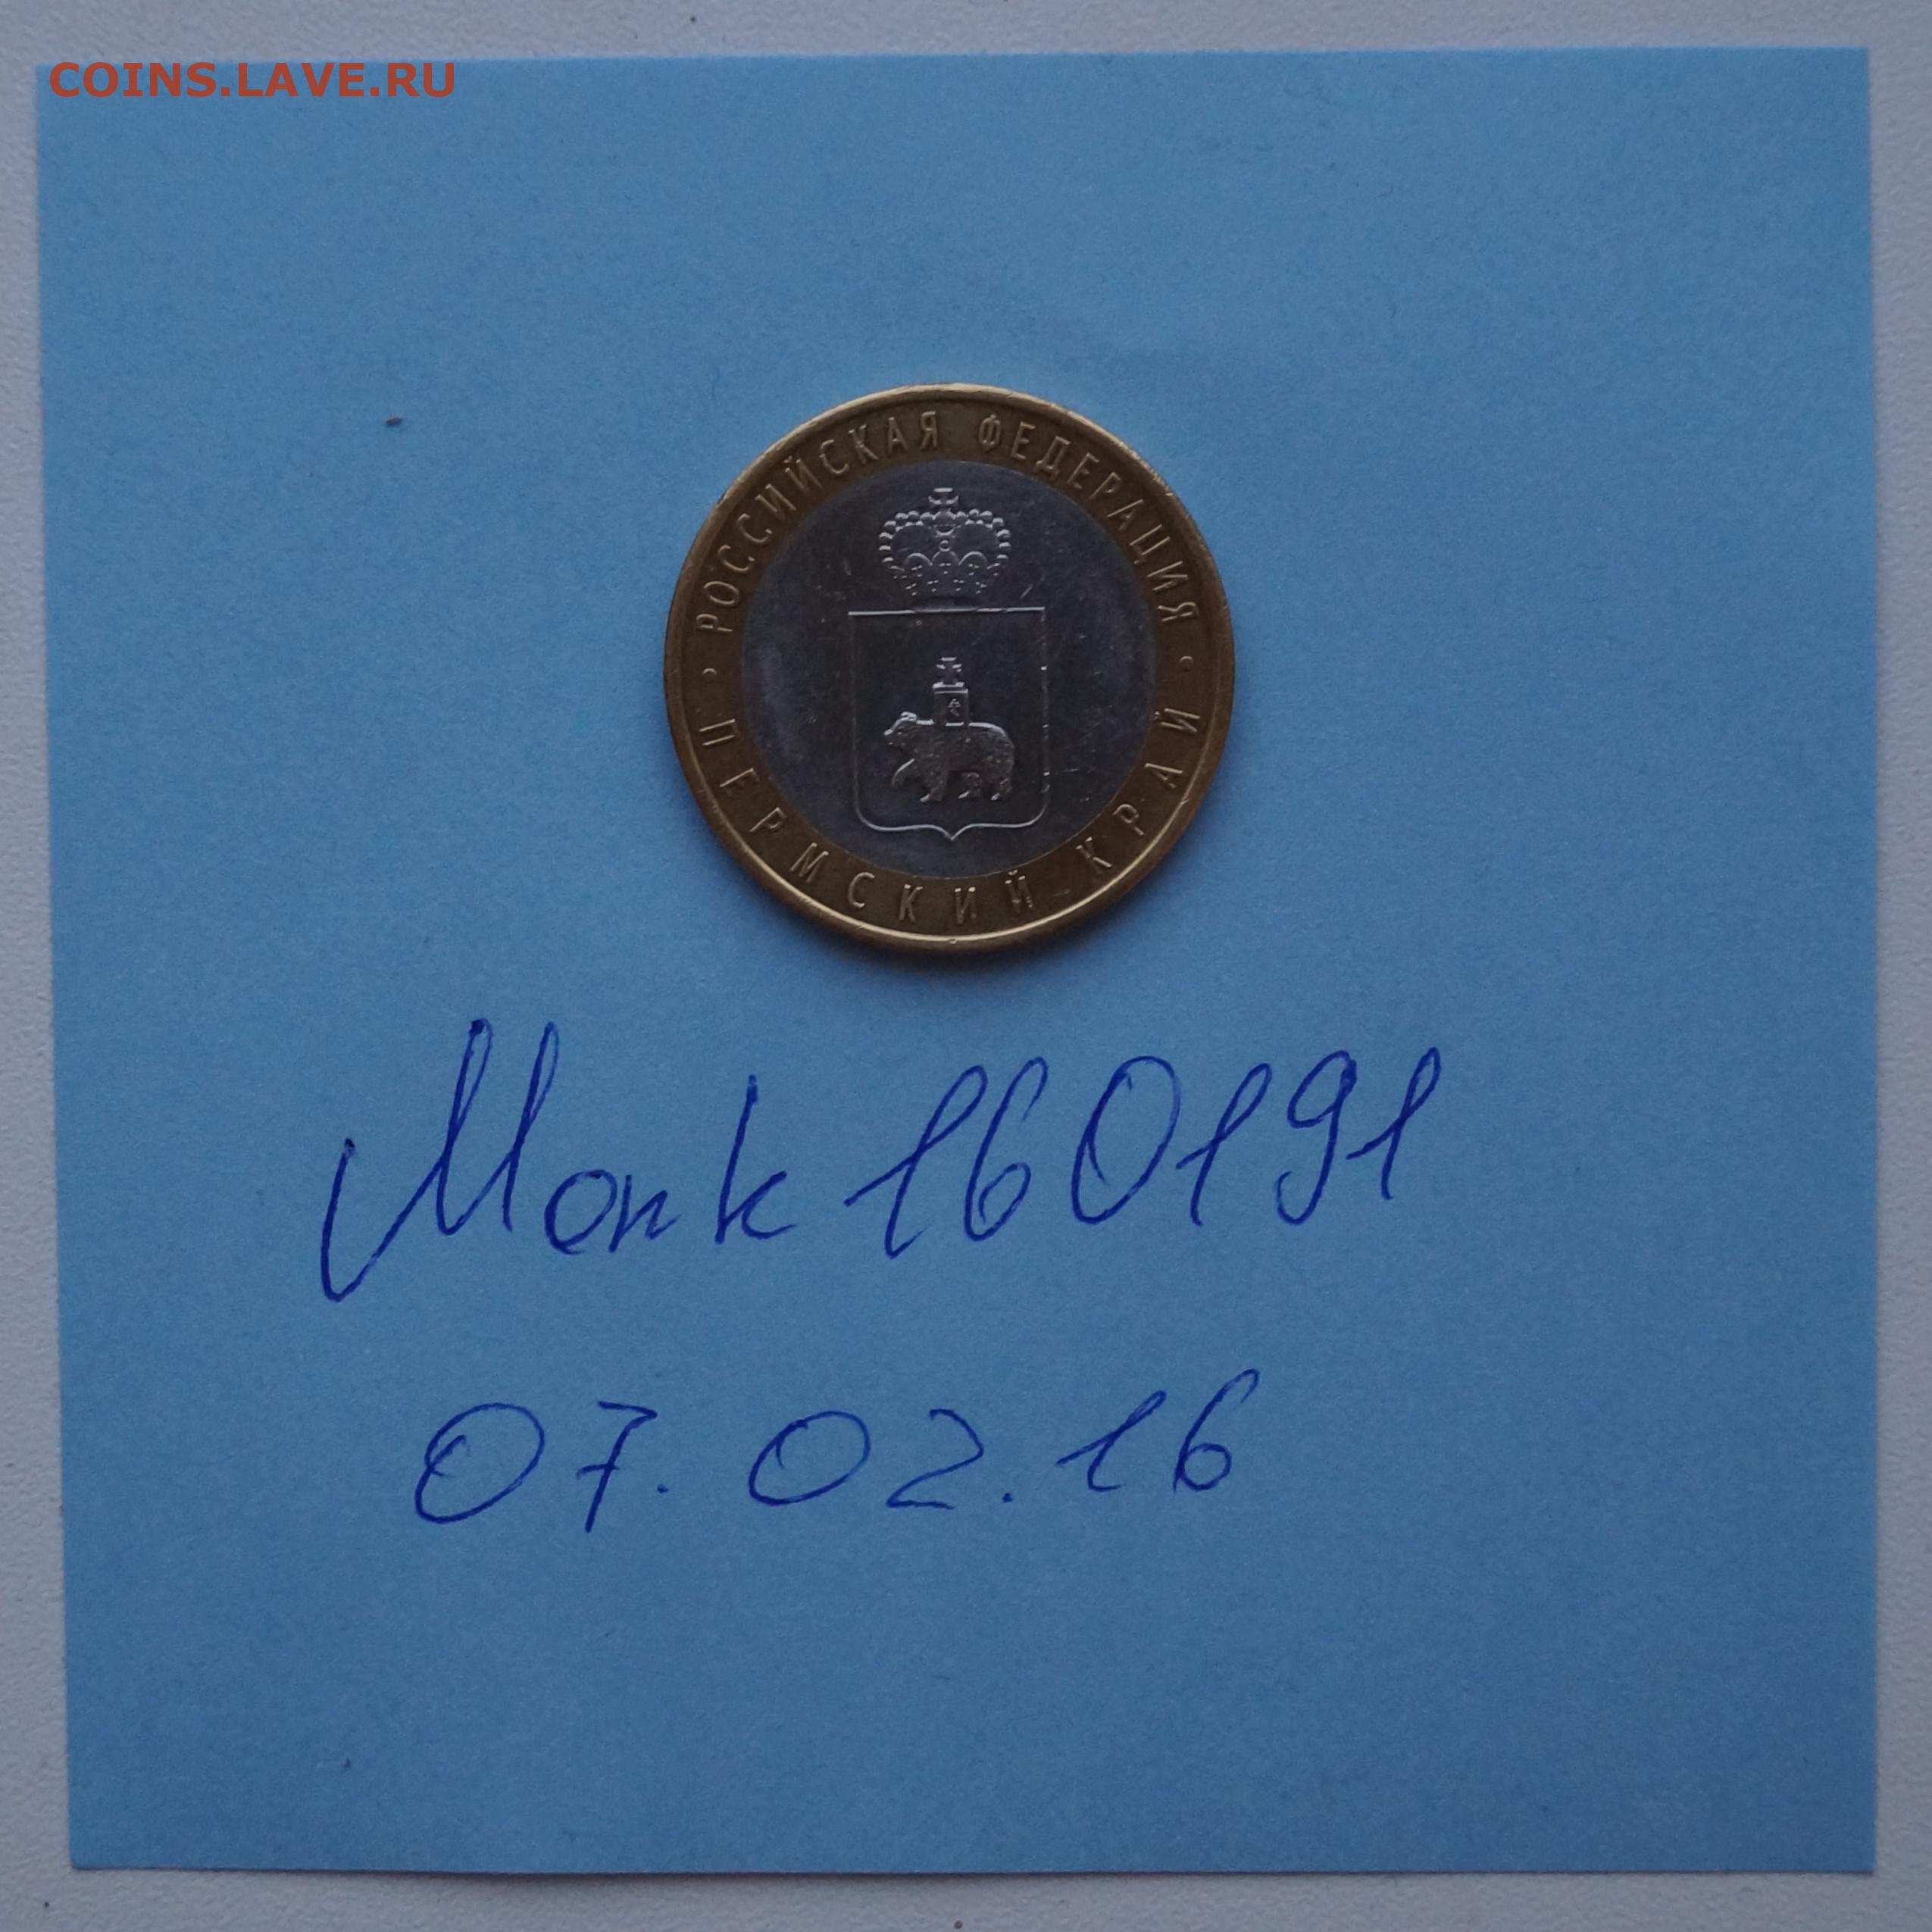 COINS.LAVE.RU
РОССИЙСКАЯ ФЕДЕРАЦИЯ
ПЕРМСКИЙ КРАЙ
Monk160191
07.02.16